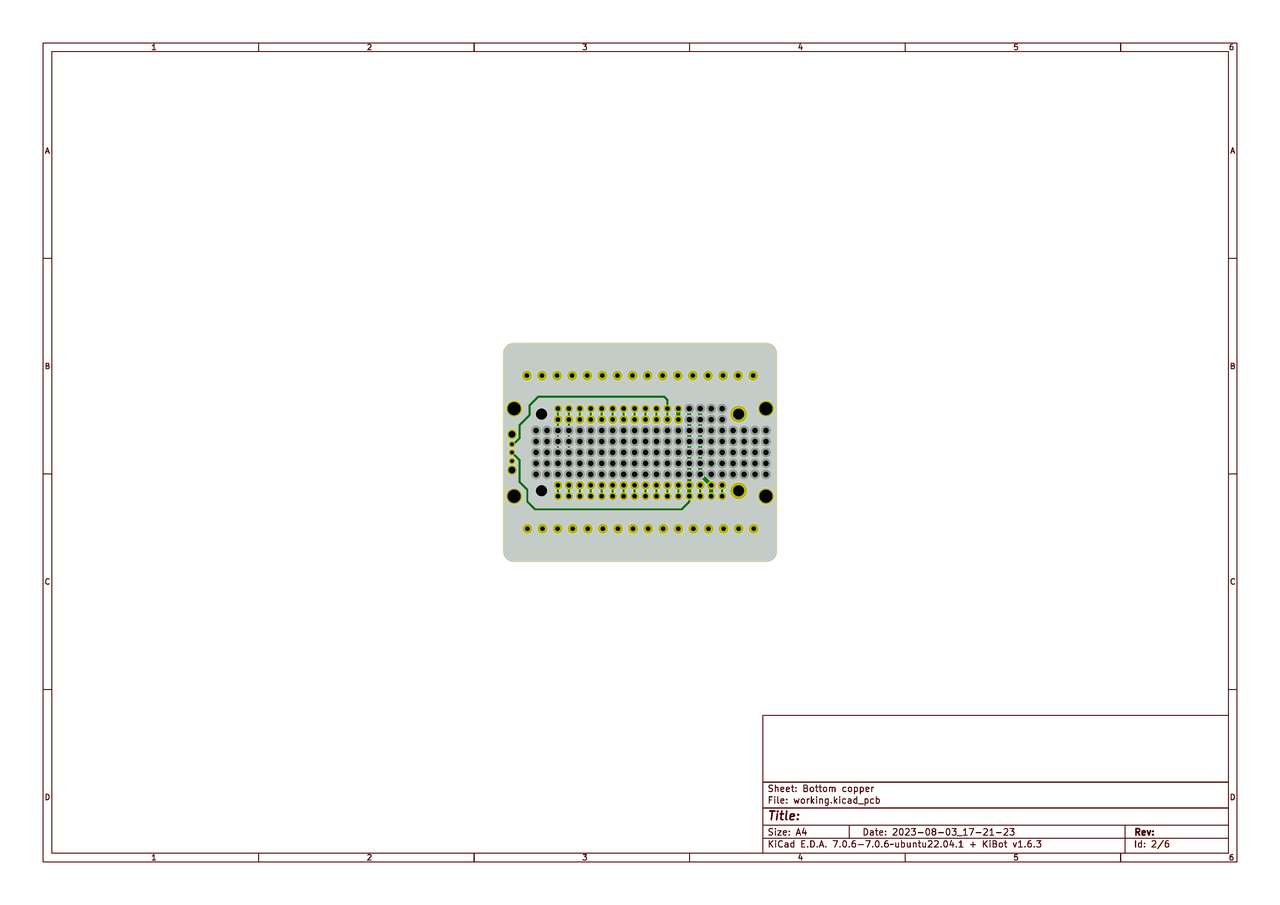 1 2 3 4 5 6
A A
B B
C C
D D
Sheet: Bottom copper
File: working.kicad_pcb
Title:
Size: A4 Date: 2023-08-03_17-21-23 Rev:
KiCad E.D.A. 7.0.6-7.0.6~ubuntu22.04.1 + KiBot v1.6.3 Id: 2/6
1 2 3 4 5 6